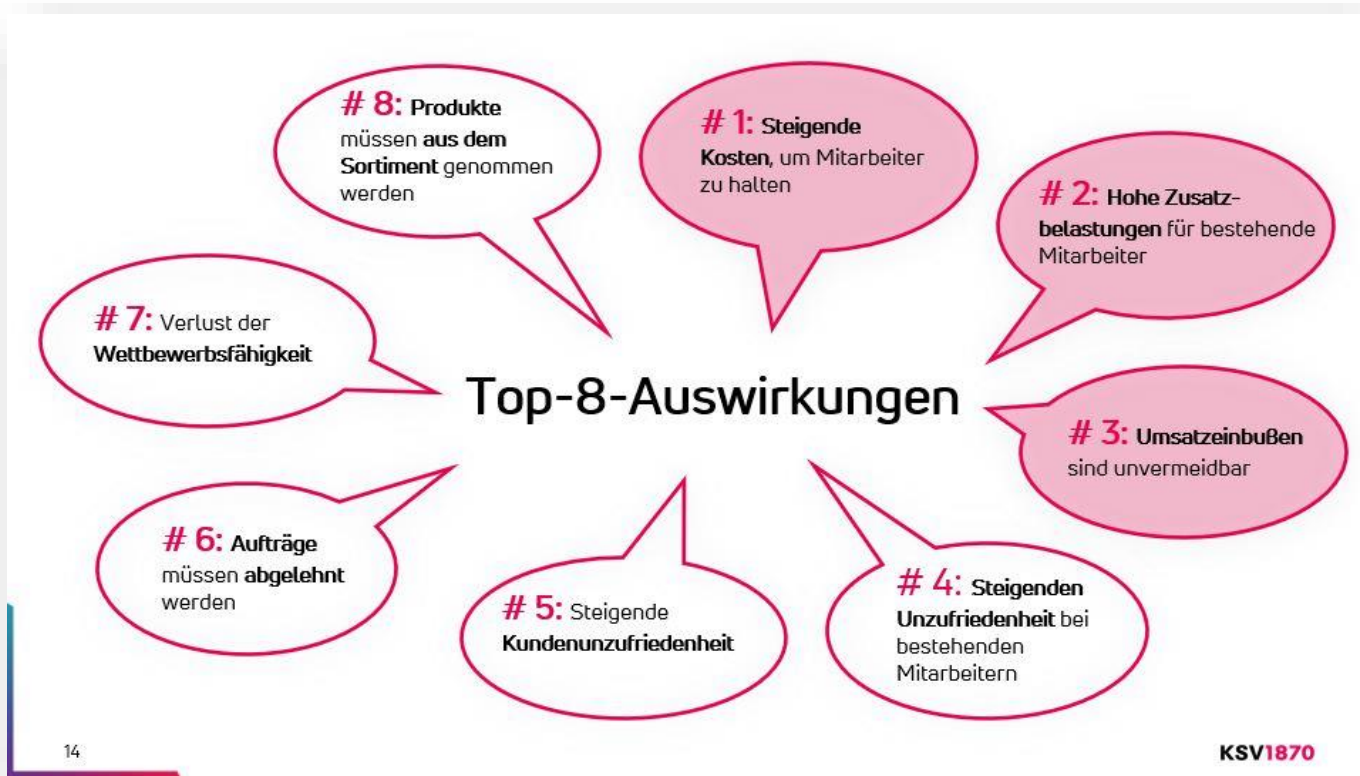 # 1: Steigende
Kosten, um Mitarbeiter
zu halten
# 2: Hohe Zusatz-
belastungen für bestehende
Mitarbeiter
# 3: Umsatzeinbußen
sind unvermeidbar
# 4: Steigenden
Unzufriedenheit bei
bestehenden
Mitarbeitern
# 5: Steigende
Kundenunzufriedenheit
# 6: Aufträge
müssen abgelehnt
werden
# 7: Verlust der
Wettbewerbsfähigkeit
# 8: Produkte
müssen aus dem
Sortiment genommen
werden
Top-8-Auswirkungen
14
KSV1870